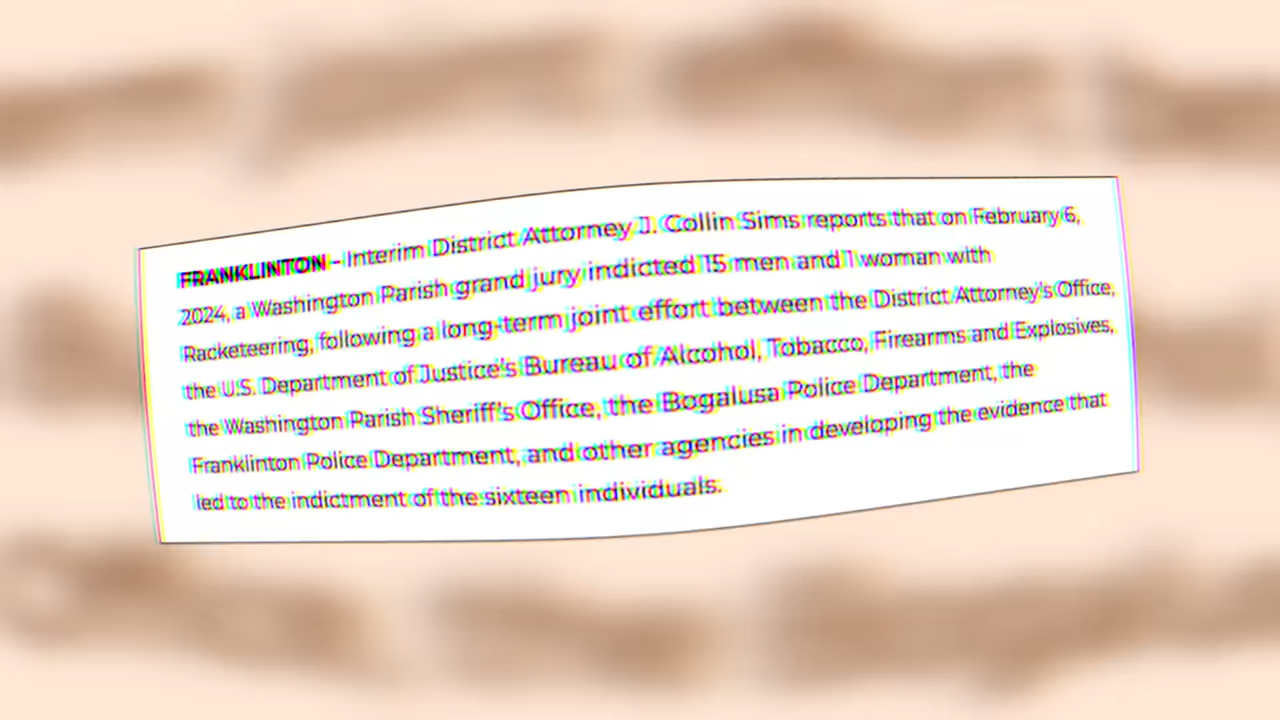 FRANKLINTON – Interim District Attorney J. Collin Sims reports that on February 6,
2024, a Washington Parish grand jury indicted 15 men and 1 woman with
Racketeering, following a long-term joint effort between the District Attorney's Office,
the U.S. Department of Justice's Bureau of Alcohol, Tobacco, Firearms and Explosives,
the Washington Parish Sheriff's Office, the Bogalusa Police Department, the
Franklinton Police Department, and other agencies in developing the evidence that
led to the indictment of the sixteen individuals.